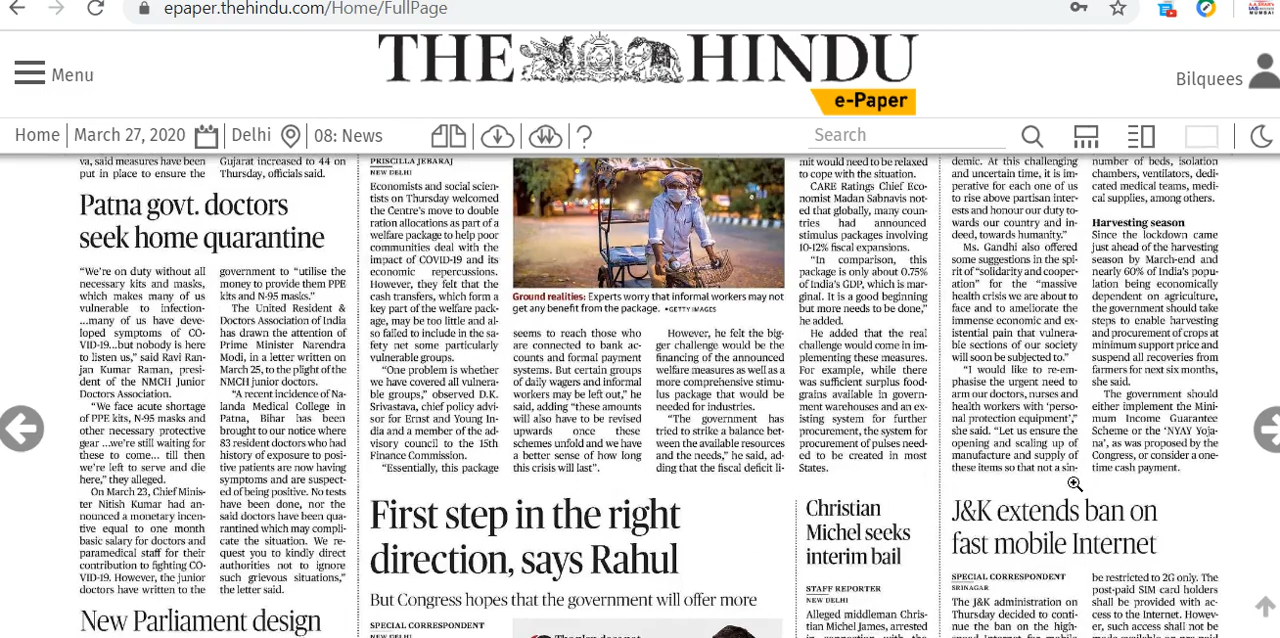 epaper.thehindu.com/Home/FullPage
Menu
THE HINDU
e-Paper
Bilquees
Home
March 27, 2020
Delhi
08: News
?
Search
va, said measures have been
put in place to ensure the
Gujarat increased to 44 on
Thursday, officials said.
Patna govt. doctors
seek home quarantine
“We’re on duty without all
necessary kits and masks,
which makes many of us
vulnerable to infection-
...many of us have deve-
loped symptoms of CO-
VID-19...but nobody is here
to listen us,” said Ravi Ran-
jan Kumar Raman, presi-
dent of the NMCH Junior
Doctors Association.
“We face acute shortage
of PPE kits, N-95 masks and
other necessary protective
gear ...we’re still waiting for
these to come... till then
we’re left to serve and die
here,” they alleged.
On March 23, Chief Minis-
ter Nitish Kumar had an-
nounced a monetary incen-
tive equal to one month
basic salary for doctors and
paramedical staff for their
contribution to fighting CO-
VID-19. However, the junior
doctors have written to the
government to “utilise the
money to provide them PPE
kits and N-95 masks.”
The United Resident &
Doctors Association of India
has drawn the attention of
Prime Minister Narendra
Modi, in a letter written on
March 25, to the plight of the
NMCH junior doctors.
“A recent incidence of Na-
landa Medical College in
Patna, Bihar has been
brought to our notice where
83 resident doctors who had
history of exposure to posi-
tive patients are now having
symptoms and are suspect-
ed of being positive. No tests
have been done, nor the
said doctors have been qua-
rantined which may compli-
cate the situation. We re-
quest you to kindly direct
authorities not to ignore
such grievous situations,”
the letter said.
New Parliament design
PRISCILLA JEBARAJ
NEW DELHI
Economists and social scien-
tists on Thursday welcomed
the Centre’s move to double
ration allocations as part of a
welfare package to help poor
communities deal with the
impact of COVID-19 and its
economic repercussions.
However, they felt that the
cash transfers, which form a
key part of the welfare pack-
age, may be too little and al-
so failed to include in the sa-
fety net some particularly
vulnerable groups.
“One problem is whether
we have covered all vulnera-
ble groups,” observed D.K.
Srivastava, chief policy advi-
sor for Ernst and Young In-
dia and a member of the ad-
visory council to the 15th
Finance Commission.
“Essentially, this package
Ground realities: Experts worry that informal workers may not
get any benefit from the package. •GETTY IMAGES
seems to reach those who
are connected to bank ac-
counts and formal payment
systems. But certain groups
of daily wagers and informal
workers may be left out,” he
said, adding “these amounts
will also have to be revised
upwards once these
schemes unfold and we have
a better sense of how long
this crisis will last”.
However, he felt the big-
ger challenge would be the
financing of the announced
welfare measures as well as a
more comprehensive stimu-
lus package that would be
needed for industries.
“The government has
tried to strike a balance bet-
ween the available resources
and the needs,” he said, ad-
ding that the fiscal deficit li-
mit would need to be relaxed
to cope with the situation.
CARE Ratings Chief Eco-
nomist Madan Sabnavis not-
ed that globally, many coun-
tries had announced
stimulus packages involving
10-12% fiscal expansions.
“In comparison, this
package is only about 0.75%
of India’s GDP, which is mar-
ginal. It is a good beginning
but more needs to be done,”
he added.
He added that the real
challenge would come in im-
plementing these measures.
For example, while there
was sufficient surplus food-
grains available in govern-
ment warehouses and an ex-
isting system for further
procurement, the system for
procurement of pulses need-
ed to be created in most
States.
First step in the right
direction, says Rahul
But Congress hopes that the government will offer more
SPECIAL CORRESPONDENT
NEW DELHI
Christian
Michel seeks
interim bail
STAFF REPORTER
NEW DELHI
Alleged middleman Chris-
tian Michel James, arrested
demic. At this challenging
and uncertain time, it is im-
perative for each one of us
to rise above partisan inter-
ests and honour our duty to-
wards our country and in-
deed, towards humanity.”
Ms. Gandhi also offered
some suggestions in the spi-
rit of “solidarity and cooper-
ation” for the “massive
health crisis we are about to
face and to ameliorate the
immense economic and ex-
istential pain that vulnera-
ble sections of our society
will soon be subjected to.”
“I would like to re-em-
phasise the urgent need to
arm our doctors, nurses and
health workers with ‘perso-
nal protection equipment’,”
she said. “Let us ensure the
opening and scaling up of
manufacture and supply of
these items so that not a sin-
number of beds, isolation
chambers, ventilators, dedi-
cated medical teams, medi-
cal supplies, among others.
Harvesting season
Since the lockdown came
just ahead of the harvesting
season by March-end and
nearly 60% of India’s popu-
lation being economically
dependent on agriculture,
the government should take
steps to enable harvesting
and procurement of crops at
minimum support price and
suspend all recoveries from
farmers for next six months,
she said.
The government should
either implement the Mini-
mum Income Guarantee
Scheme or the ‘NYAY Yoja-
na’, as was proposed by the
Congress, or consider a one-
time cash payment.
J&K extends ban on
fast mobile Internet
SPECIAL CORRESPONDENT
SRINAGAR
The J&K administration on
Thursday decided to conti-
nue the ban on the high-
be restricted to 2G only. The
post-paid SIM card holders
shall be provided with ac-
cess to the Internet. Howev-
er, such access shall not be